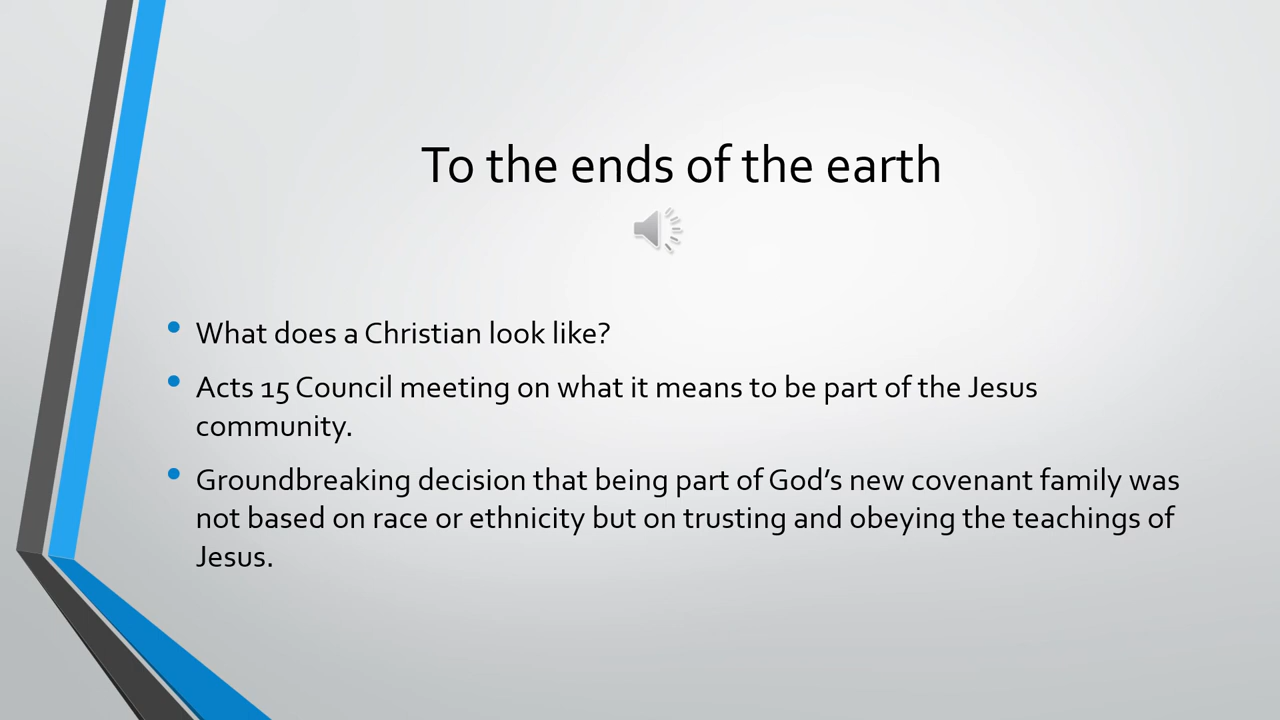 To the ends of the earth
• What does a Christian look like?
• Acts 15 Council meeting on what it means to be part of the Jesus
community.
• Groundbreaking decision that being part of God’s new covenant family was
not based on race or ethnicity but on trusting and obeying the teachings of
Jesus.